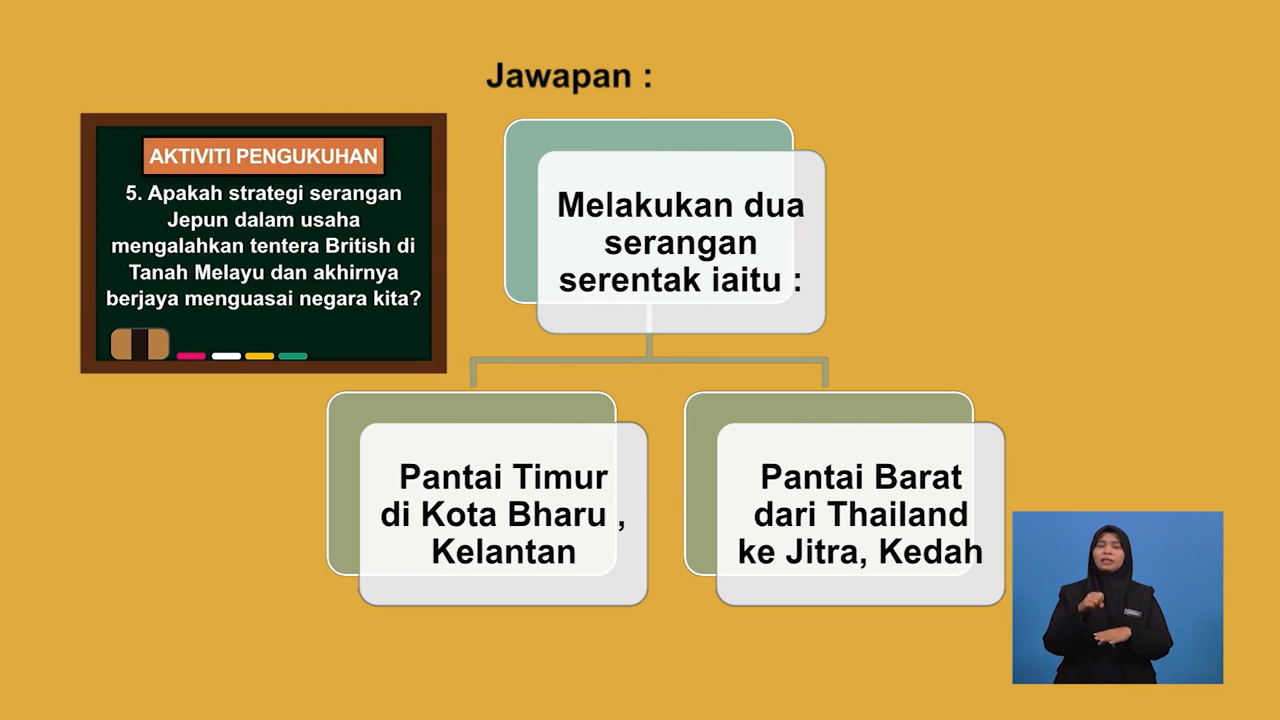 Jawapan :
AKTIVITI PENGUKUHAN
5. Apakah strategi serangan
Jepun dalam usaha
mengalahkan tentera British di
Tanah Melayu dan akhirnya
berjaya menguasai negara kita?
Melakukan dua
serangan
serentak iaitu :
Pantai Timur
di Kota Bharu ,
Kelantan
Pantai Barat
dari Thailand
ke Jitra, Kedah